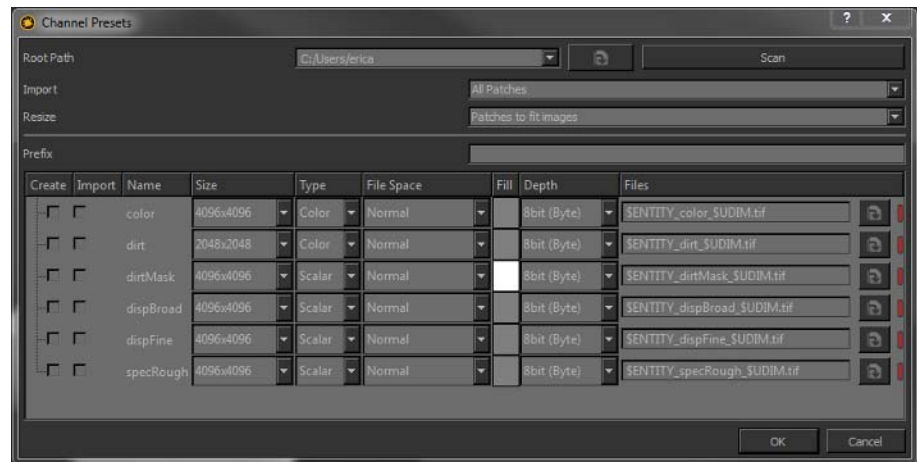 Channel Presets
Root Path C:/Users/erica Scan
Import All Patches
Resize Patches to fit images
Prefix
Create Import Name Size Type File Space Fill Depth Files
color 4096x4096 Color Normal 8bit (Byte) $ENTITY_color_$UDIM.tif
dirt 2048x2048 Color Normal 8bit (Byte) $ENTITY_dirt_$UDIM.tif
dirtMask 4096x4096 Scalar Normal 8bit (Byte) $ENTITY_dirtMask_$UDIM.tif
dispBroad 4096x4096 Scalar Normal 8bit (Byte) $ENTITY_dispBroad_$UDIM.tif
dispFine 4096x4096 Scalar Normal 8bit (Byte) $ENTITY_dispFine_$UDIM.tif
specRough 4096x4096 Scalar Normal 8bit (Byte) $ENTITY_specRough_$UDIM.tif
OK Cancel